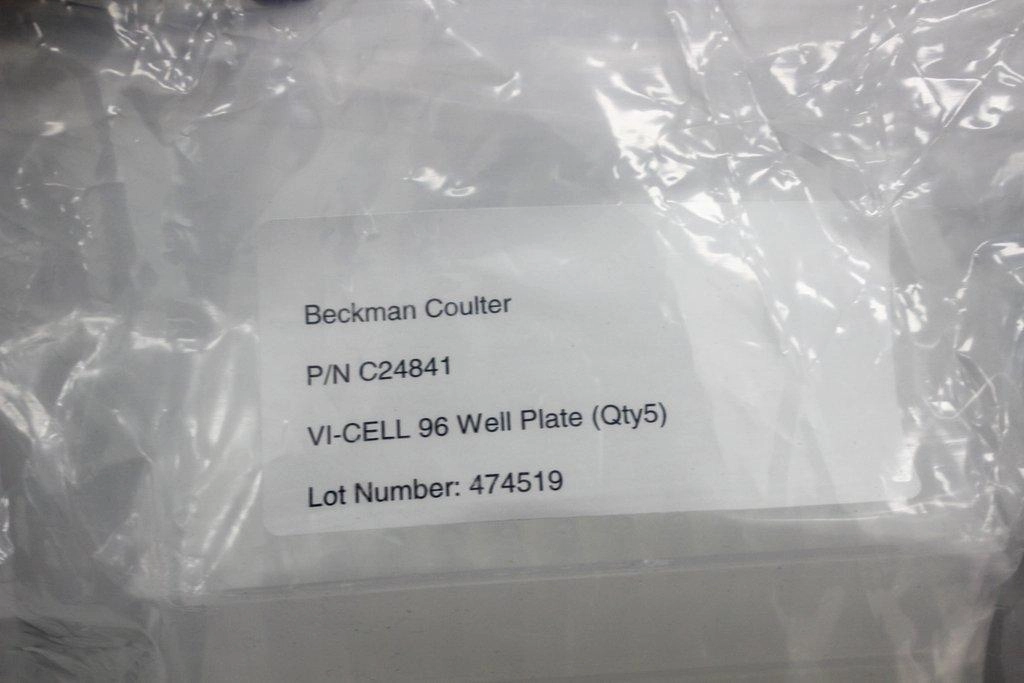 Beckman Coulter
P/N C24841
VI-CELL 96 Well Plate (Qty5)
Lot Number: 474519